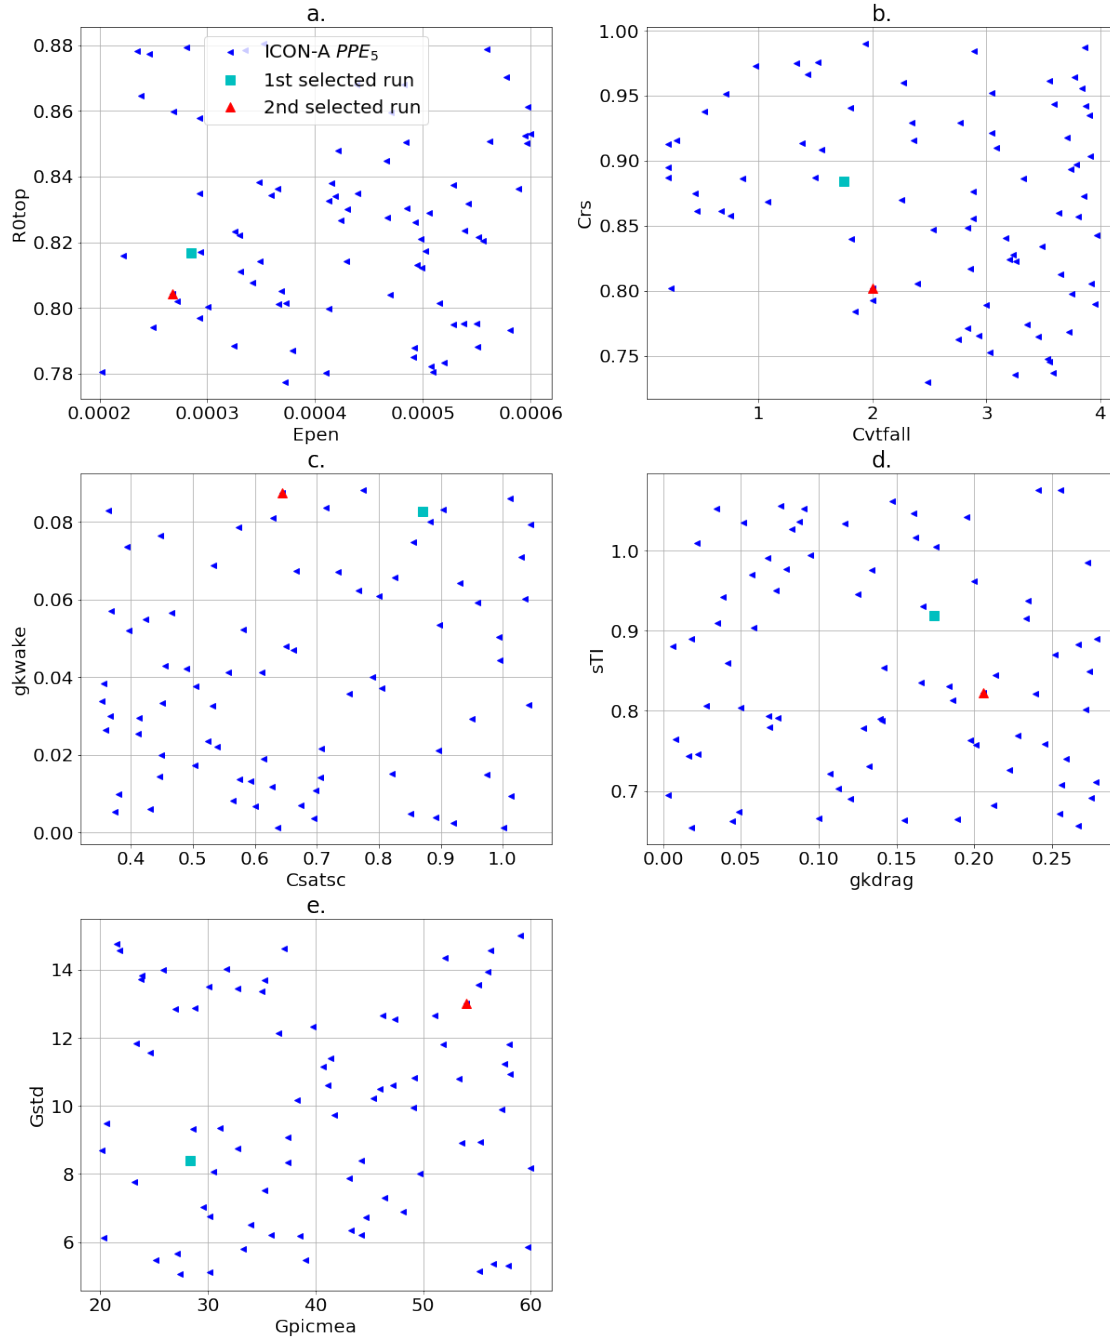 a.
0.88
0.86
0.84
0.82
0.80
0.78
R0top
0.0002 0.0003 0.0004 0.0005 0.0006
Epen
ICON-A PPE5
1st selected run
2nd selected run
b.
1.00
0.95
0.90
0.85
0.80
0.75
Crs
1 2 3 4
Cvtfall
c.
0.08
0.06
0.04
0.02
0.00
gkwake
0.4 0.5 0.6 0.7 0.8 0.9 1.0
Csatsc
d.
1.0
0.9
0.8
0.7
sTI
0.00 0.05 0.10 0.15 0.20 0.25
gkdrag
e.
14
12
10
8
6
Gstd
20 30 40 50 60
Gpicmea